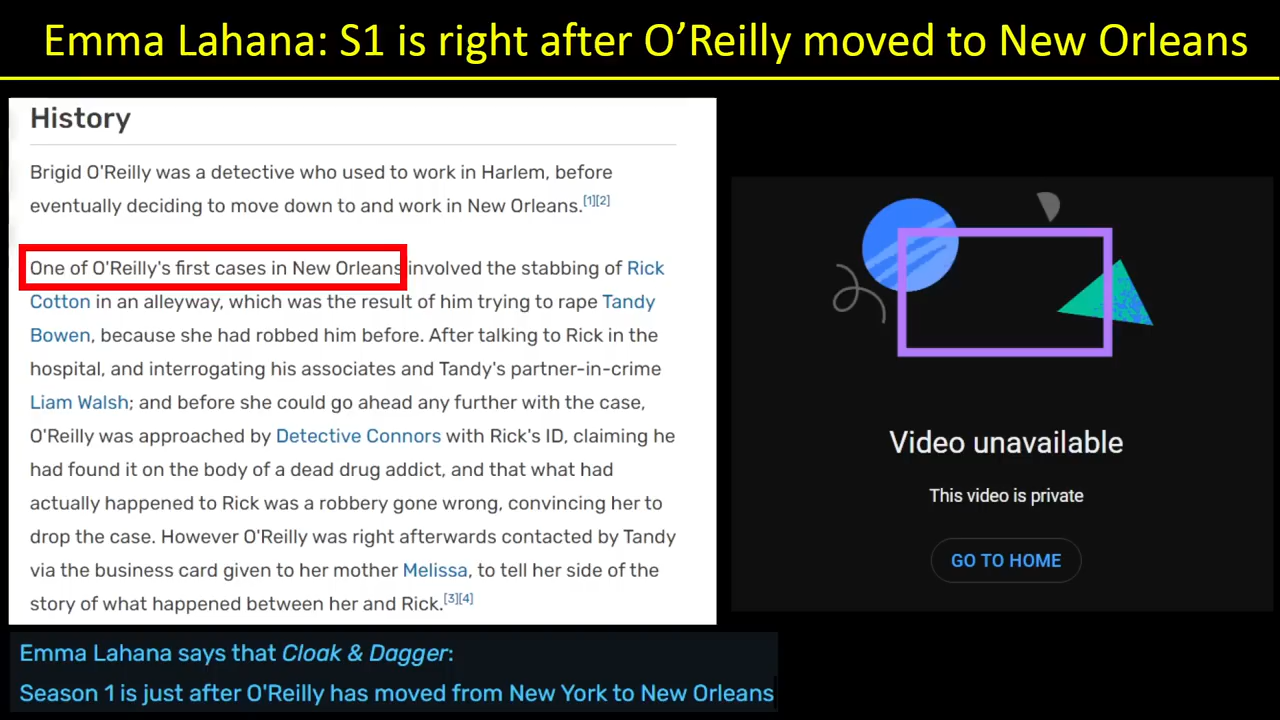 Emma Lahana: S1 is right after O’Reilly moved to New Orleans
History
Brigid O'Reilly was a detective who used to work in Harlem, before
eventually deciding to move down to and work in New Orleans.[1][2]
One of O'Reilly's first cases in New Orleans involved the stabbing of Rick
Cotton in an alleyway, which was the result of him trying to rape Tandy
Bowen, because she had robbed him before. After talking to Rick in the
hospital, and interrogating his associates and Tandy's partner-in-crime
Liam Walsh; and before she could go ahead any further with the case,
O'Reilly was approached by Detective Connors with Rick's ID, claiming he
had found it on the body of a dead drug addict, and that what had
actually happened to Rick was a robbery gone wrong, convincing her to
drop the case. However O'Reilly was right afterwards contacted by Tandy
via the business card given to her mother Melissa, to tell her side of the
story of what happened between her and Rick.[3][4]
Video unavailable
This video is private
GO TO HOME
Emma Lahana says that Cloak & Dagger:
Season 1 is just after O'Reilly has moved from New York to New Orleans